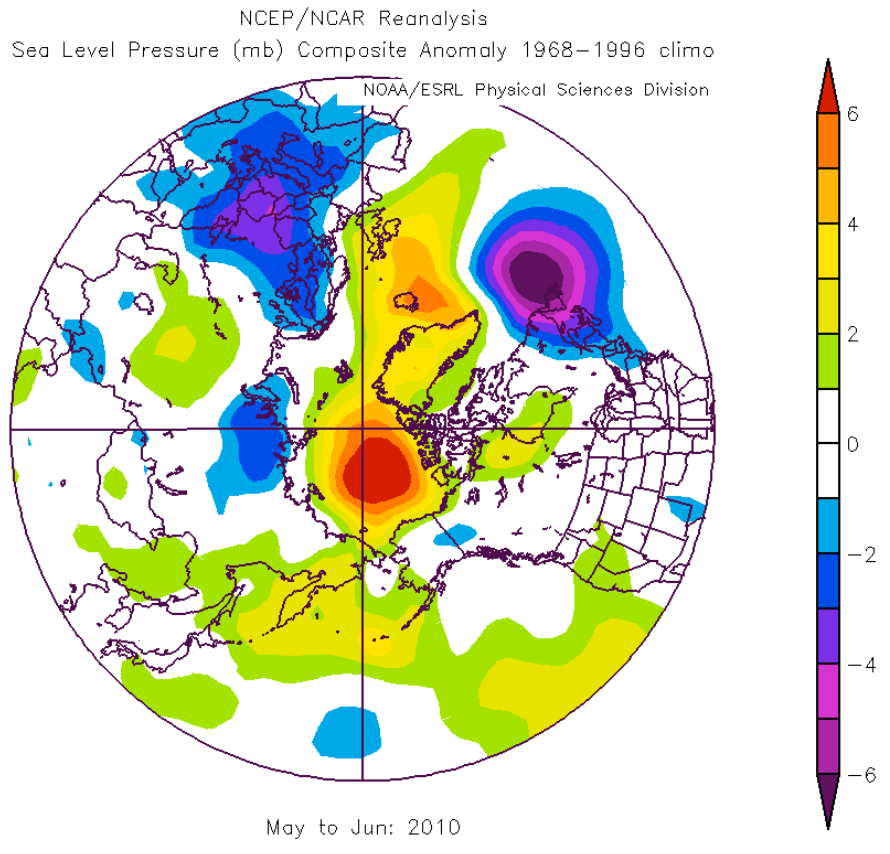 NCEP/NCAR Reanalysis
Sea Level Pressure (mb) Composite Anomaly 1968-1996 climo
NOAA/ESRL Physical Sciences Division
6
4
2
0
-2
-4
-6
May to Jun: 2010